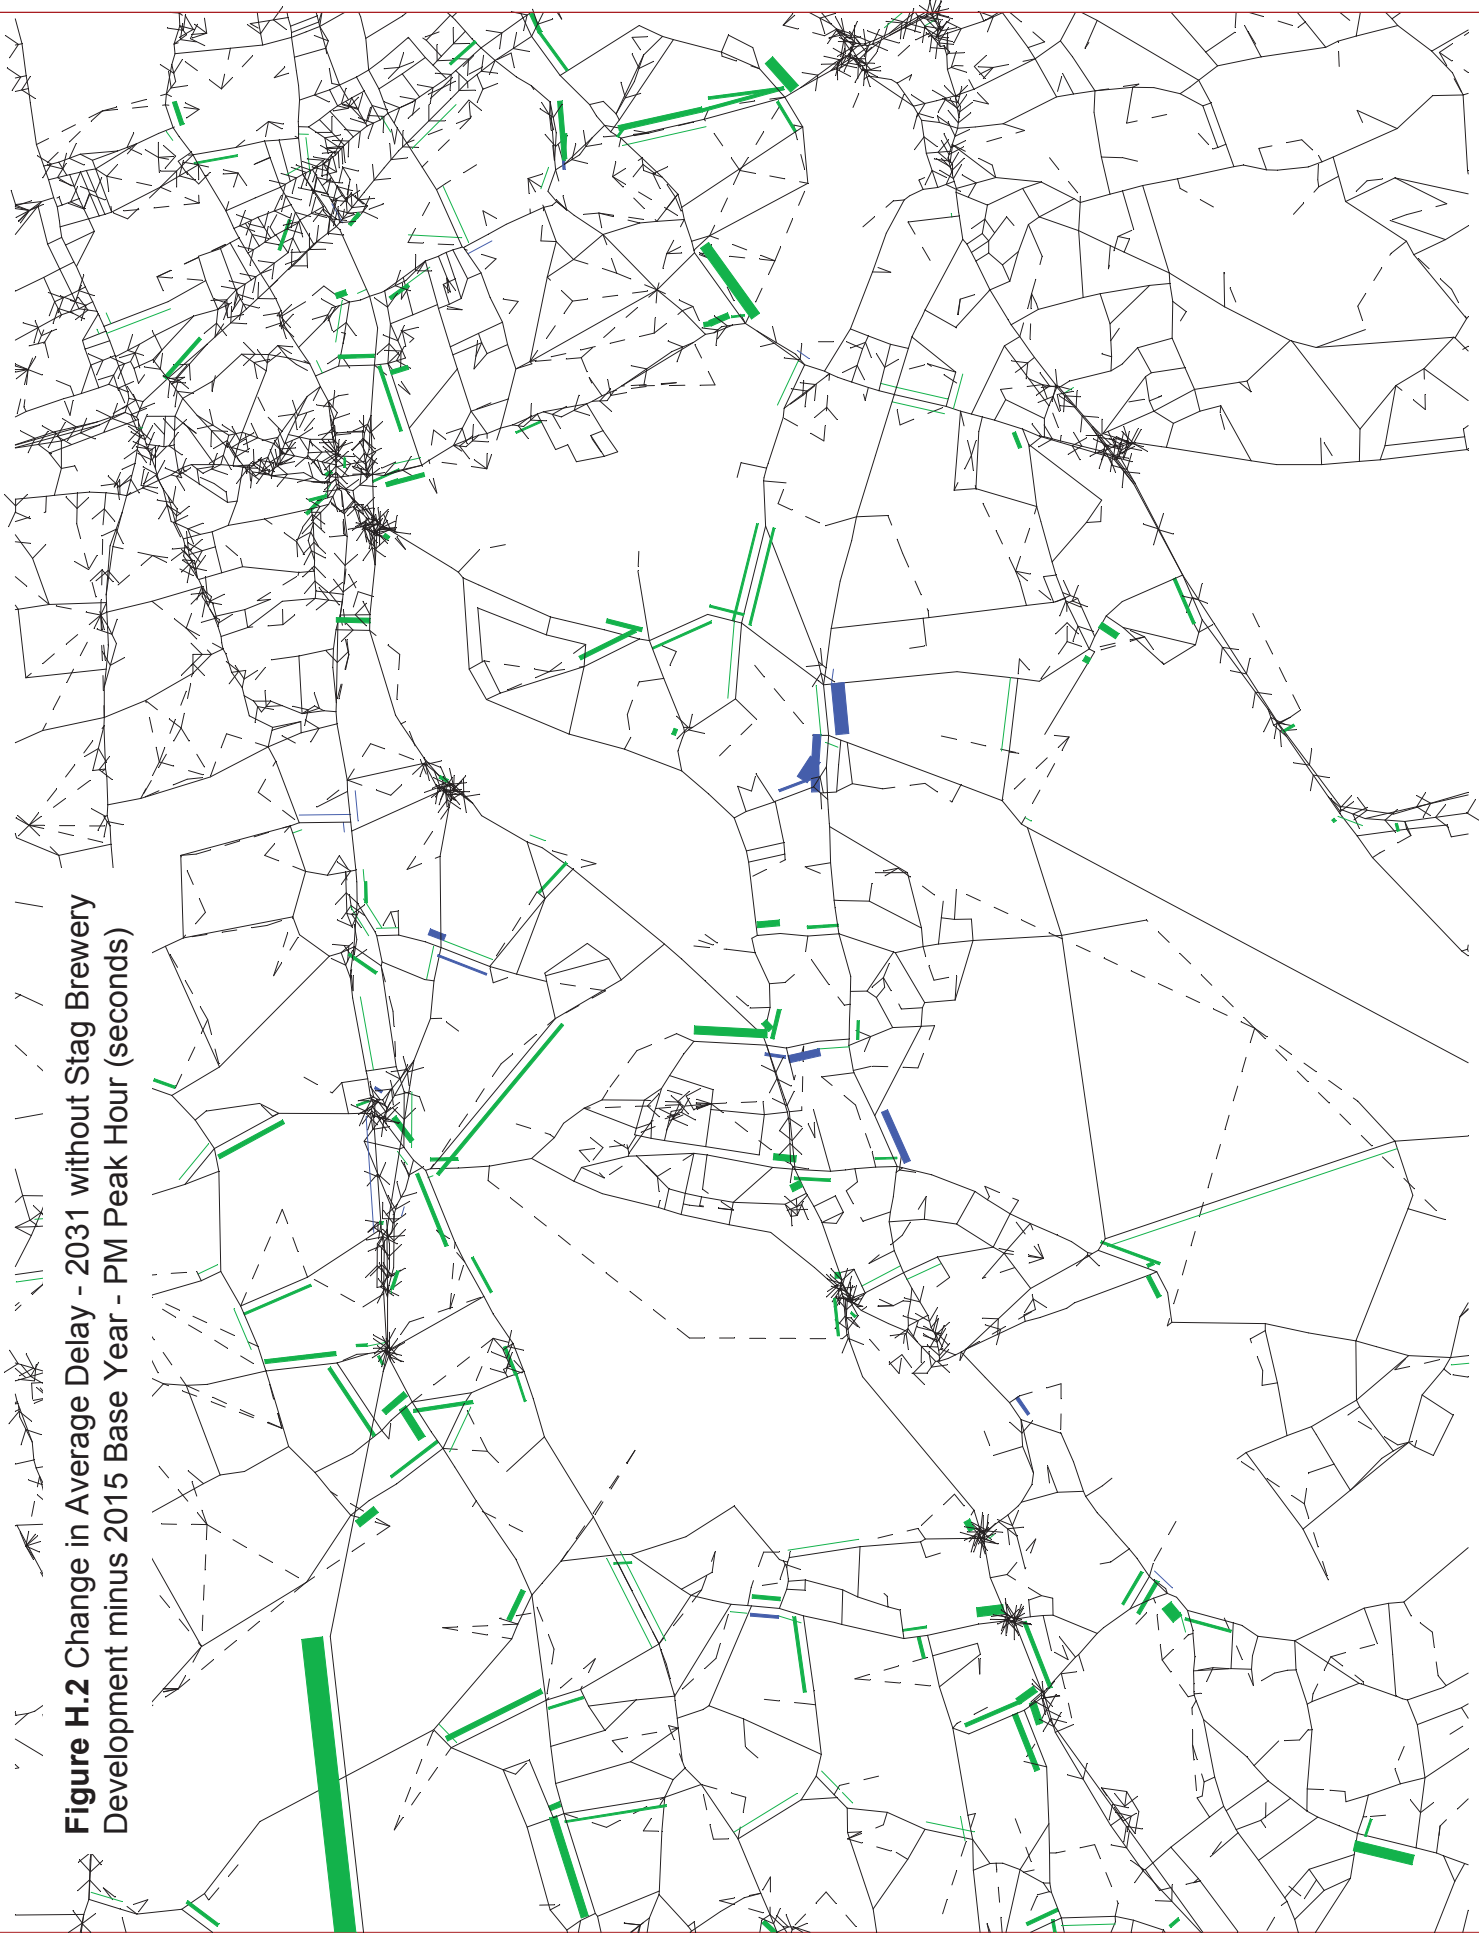 Figure H.2 Change in Average Delay - 2031 without Stag Brewery
Development minus 2015 Base Year - PM Peak Hour (seconds)